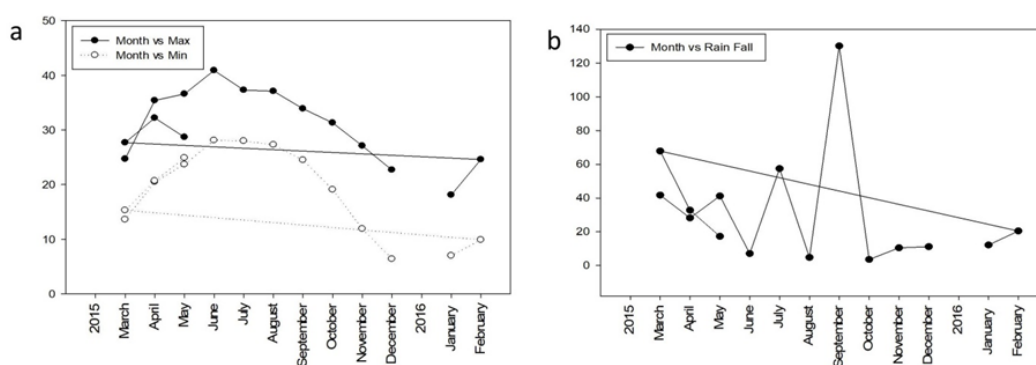 a
50
40
30
20
10
0
Month vs Max
Month vs Min
2015
March
April
May
June
July
August
September
October
November
December
2016
January
February
b
140
120
100
80
60
40
20
0
Month vs Rain Fall
2015
March
April
May
June
July
August
September
October
November
December
2016
January
February